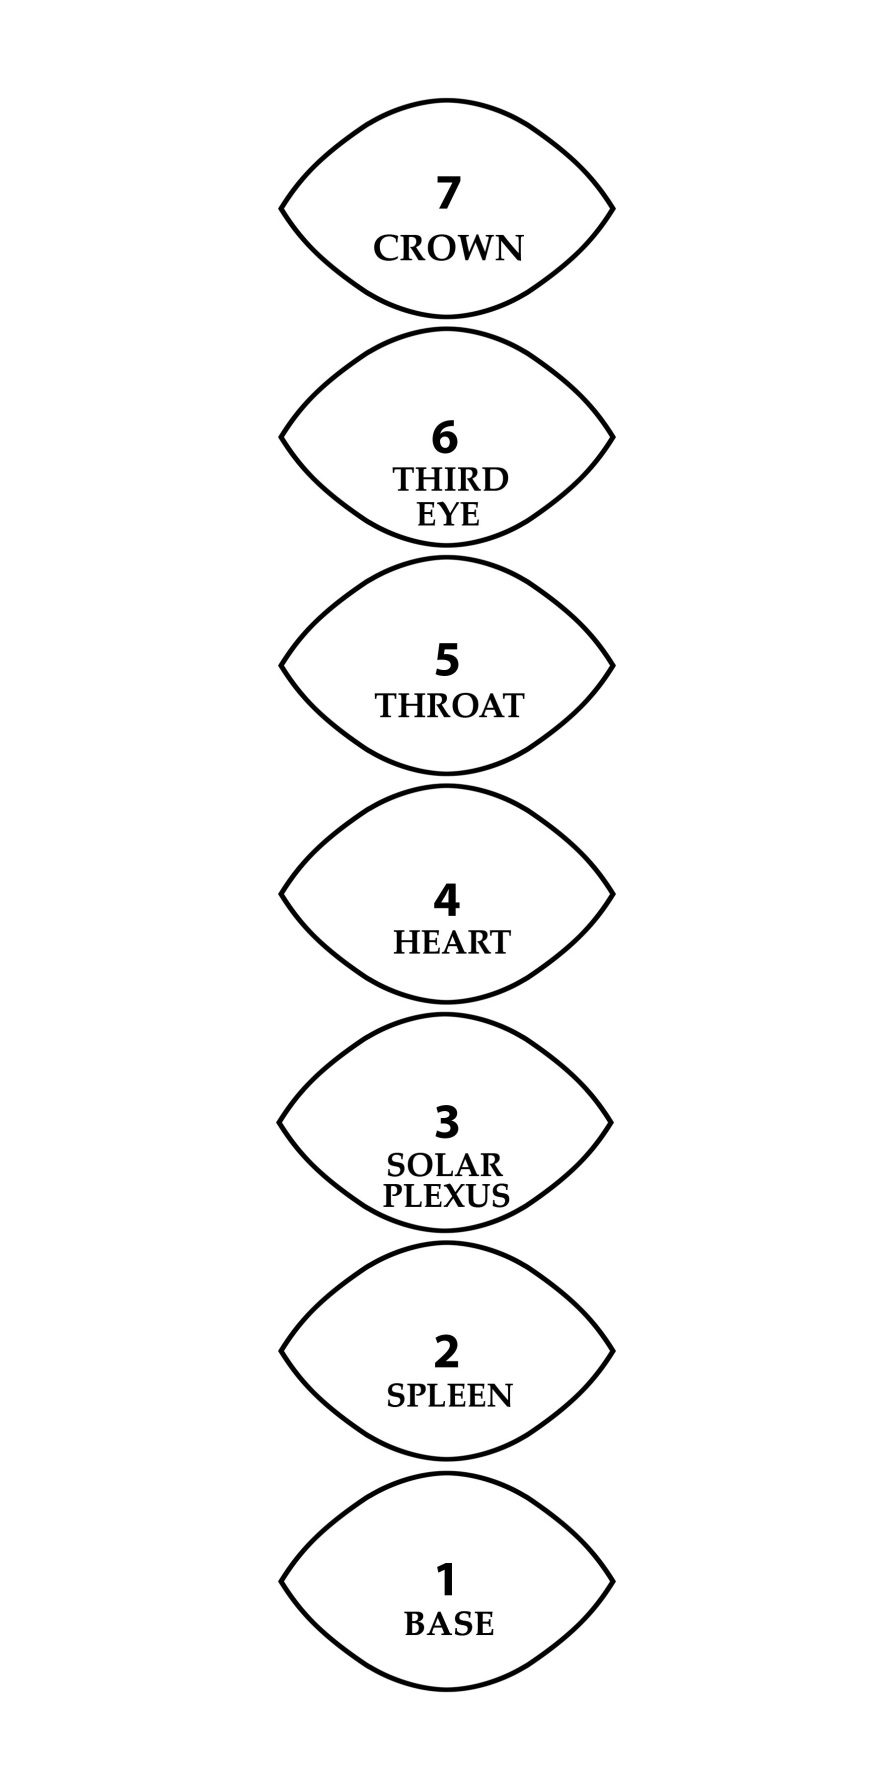 7
CROWN
6
THIRD
EYE
5
THROAT
4
HEART
3
SOLAR
PLEXUS
2
SPLEEN
1
BASE